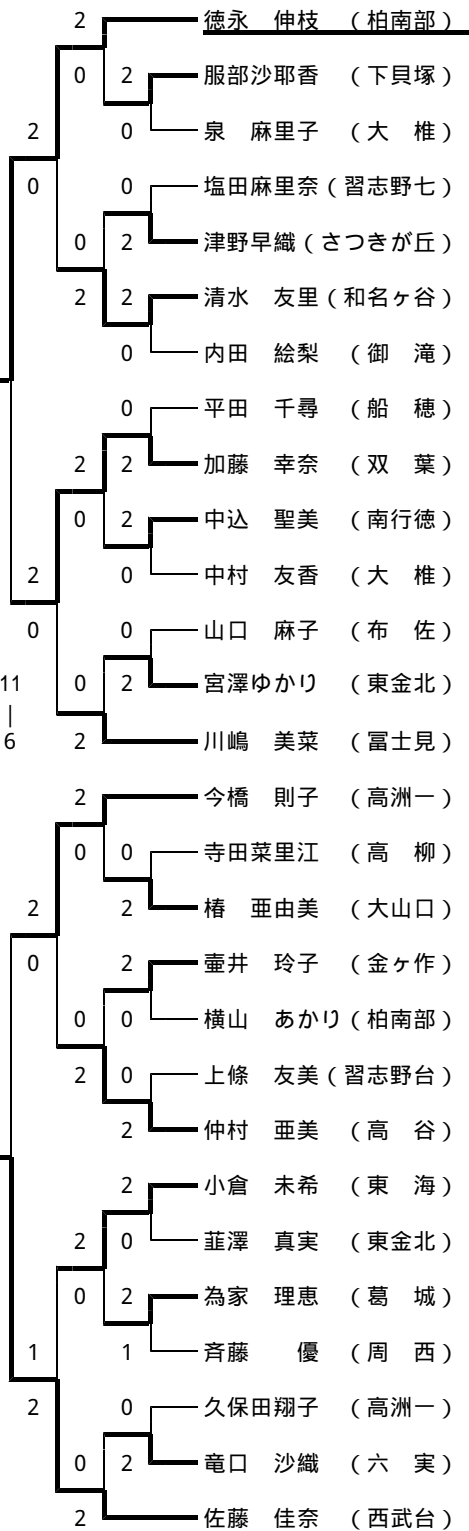 2 徳永 伸枝 (柏南部)
0 2 服部沙耶香 (下貝塚)
2 0 泉 麻里子 (大 椎)
0 0 塩田麻里奈 (習志野七)
0 2 津野早織 (さつきが丘)
2 2 清水 友里 (和名ヶ谷)
0 内田 絵梨 (御 滝)
0 平田 千尋 (船 穂)
2 2 加藤 幸奈 (双 葉)
0 2 中込 聖美 (南行徳)
2 0 中村 友香 (大 椎)
0 0 山口 麻子 (布 佐)
11 0 2 宮澤ゆかり (東金北)
|
6 2 川嶋 美菜 (冨士見)
2 今橋 則子 (高洲一)
0 0 寺田菜里江 (高 柳)
2 2 椿 亜由美 (大山口)
0 2 壷井 玲子 (金ヶ作)
0 0 横山 あかり (柏南部)
2 0 上條 友美 (習志野台)
2 仲村 亜美 (高 谷)
2 小倉 未希 (東 海)
2 0 韮澤 真実 (東金北)
0 2 為家 理恵 (葛 城)
1 1 斉藤 優 (周 西)
2 0 久保田翔子 (高洲一)
0 2 竜口 沙織 (六 実)
2 佐藤 佳奈 (西武台)